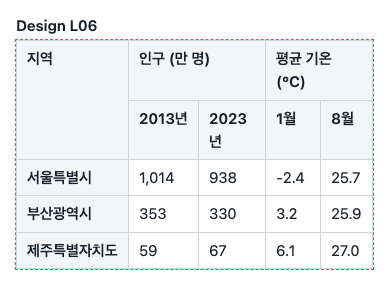 Design L06
지역 인구 (만 명) 평균 기온
(°C)
2013년 2023 1월 8월
년
서울특별시 1,014 938 -2.4 25.7
부산광역시 353 330 3.2 25.9
제주특별자치도 59 67 6.1 27.0